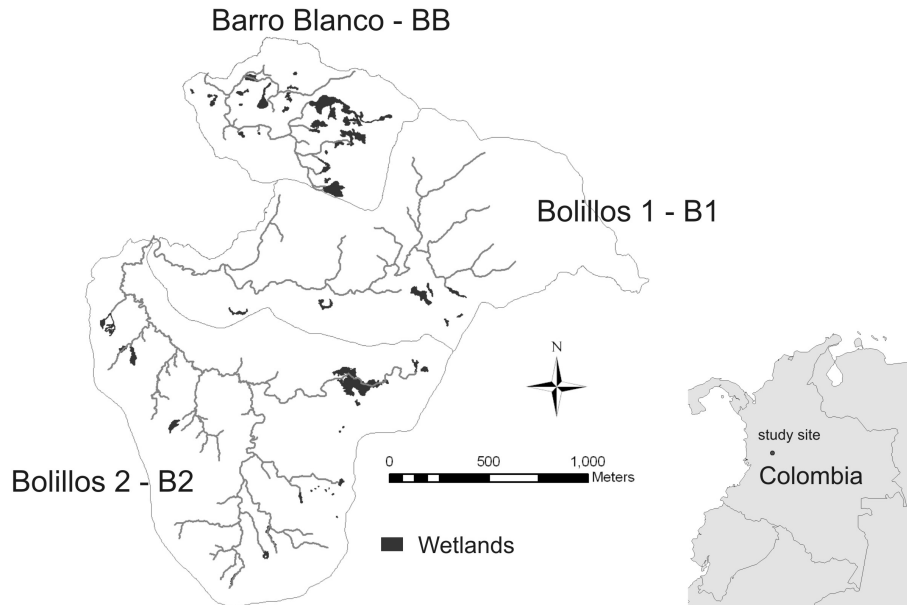 Barro Blanco - BB
Bolillos 1 - B1
N
study site
Colombia
0 500 1,000
Meters
Bolillos 2 - B2
Wetlands